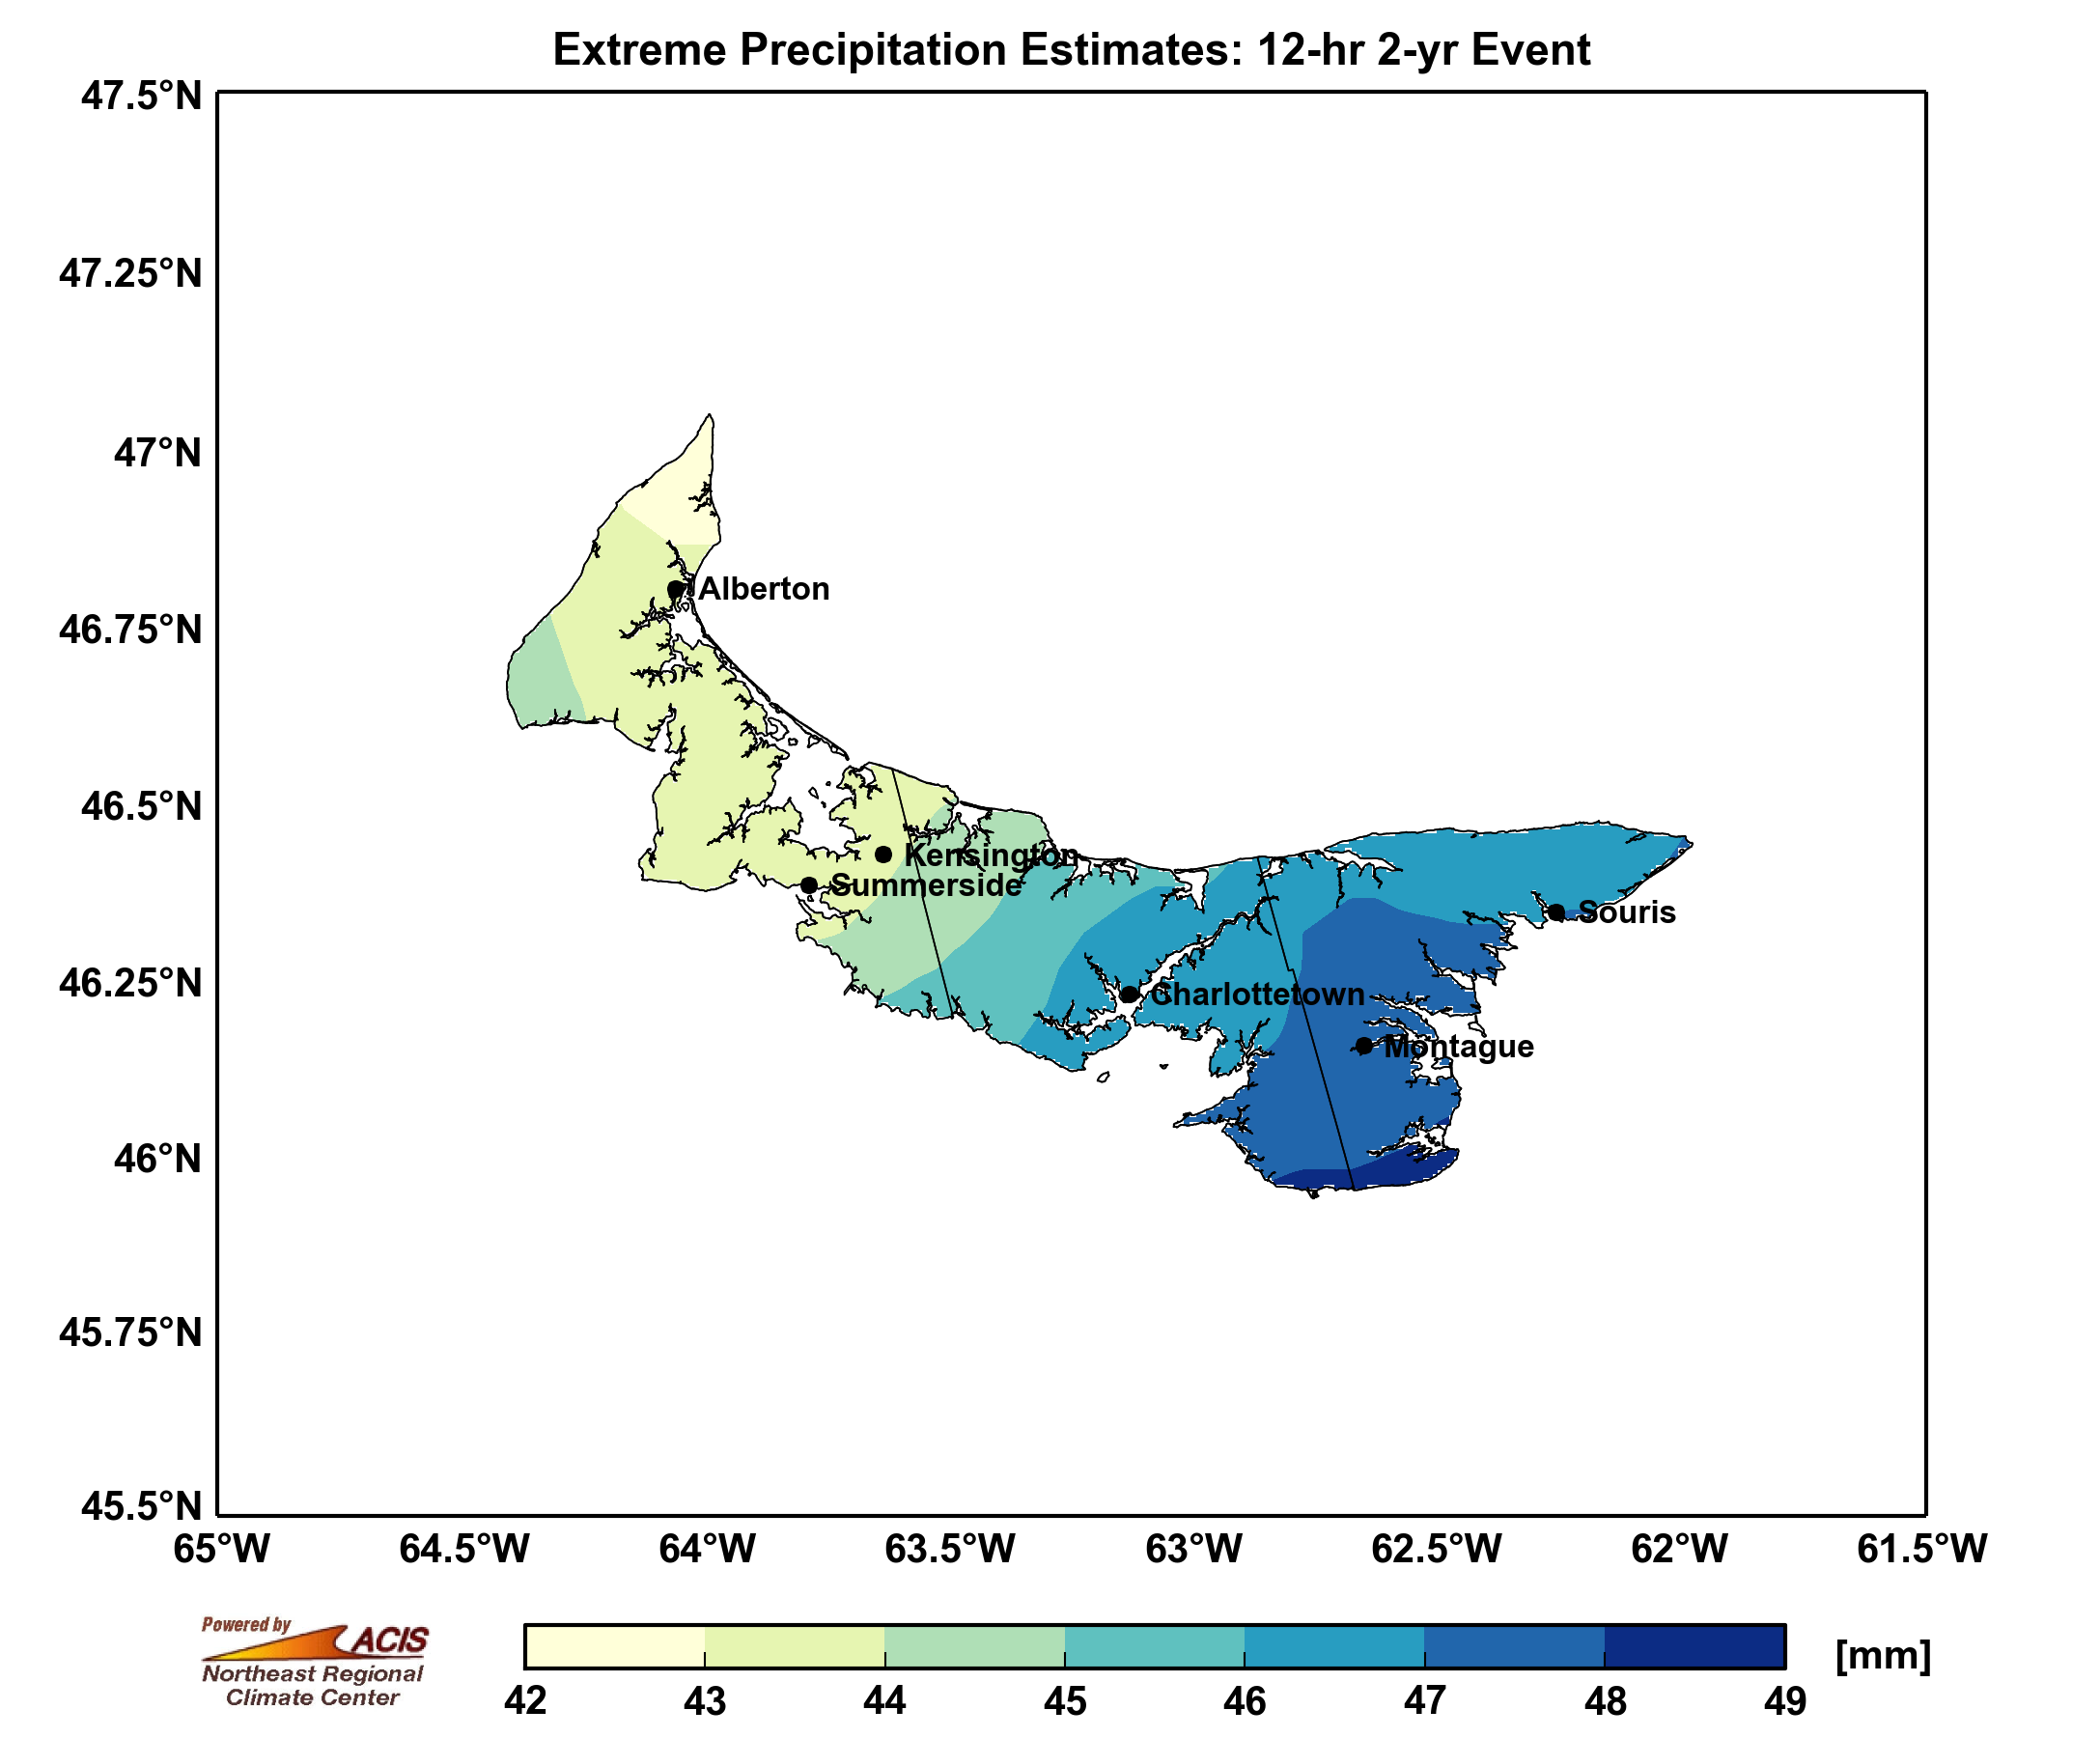 Extreme Precipitation Estimates: 12-hr 2-yr Event
47.5°N
47.25°N
47°N
46.75°N
46.5°N
46.25°N
46°N
45.75°N
45.5°N
Alberton
Kensington
Summerside
Souris
Charlottetown
Montague
65°W 64.5°W 64°W 63.5°W 63°W 62.5°W 62°W 61.5°W
Powered by
ACIS
Northeast Regional
Climate Center
[mm]
42 43 44 45 46 47 48 49